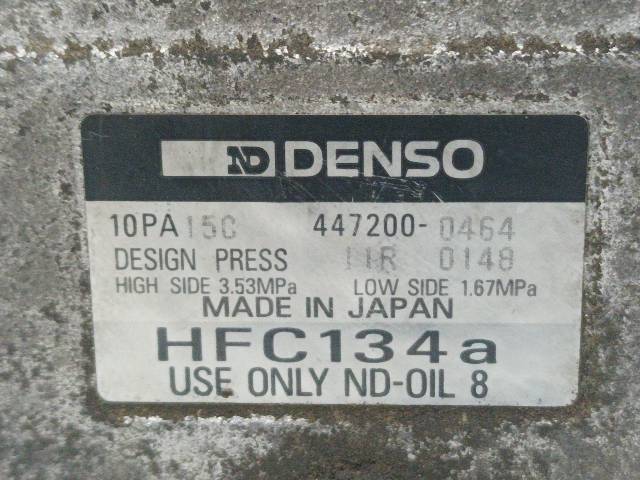 ND DENSO
10PA15C 447200-0464
DESIGN PRESS 11R 0148
HIGH SIDE 3.53MPa LOW SIDE 1.67MPa
MADE IN JAPAN
HFC134a
USE ONLY ND-OIL 8